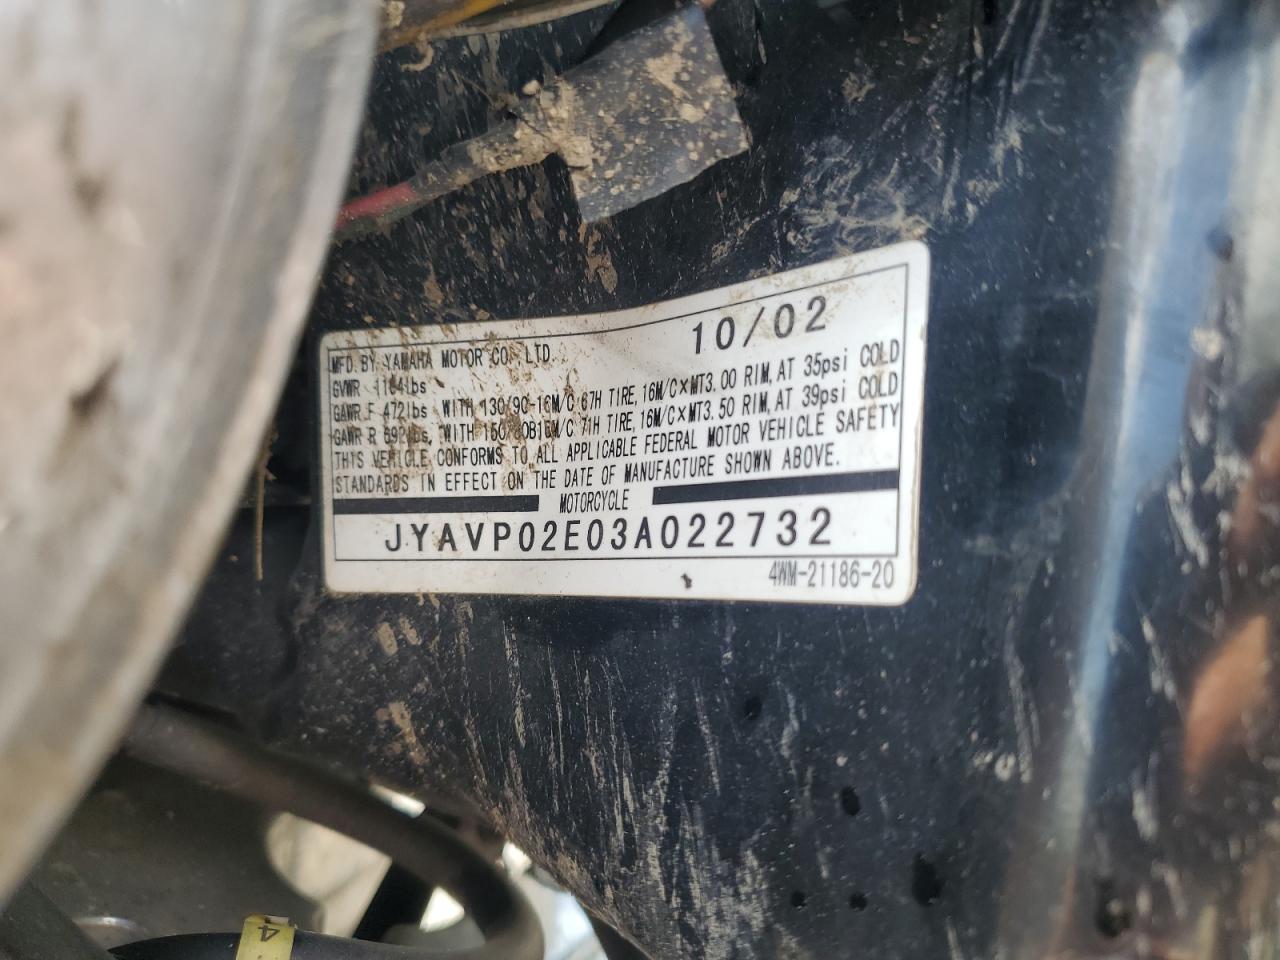 10/02
MFD. BY YAMAHA MOTOR CO., LTD.
GVWR 1164lbs
GAWR F 472lbs, WITH 130/90-16M/C 67H TIRE, 16M/C×MT3.00 RIM, AT 35psi COLD
GAWR R 692lbs, WITH 150/80B16M/C 71H TIRE, 16M/C×MT3.50 RIM, AT 39psi COLD
THIS VEHICLE CONFORMS TO ALL APPLICABLE FEDERAL MOTOR VEHICLE SAFETY
STANDARDS IN EFFECT ON THE DATE OF MANUFACTURE SHOWN ABOVE.
MOTORCYCLE
JYAVP02E03A022732
4WM-21186-20
4